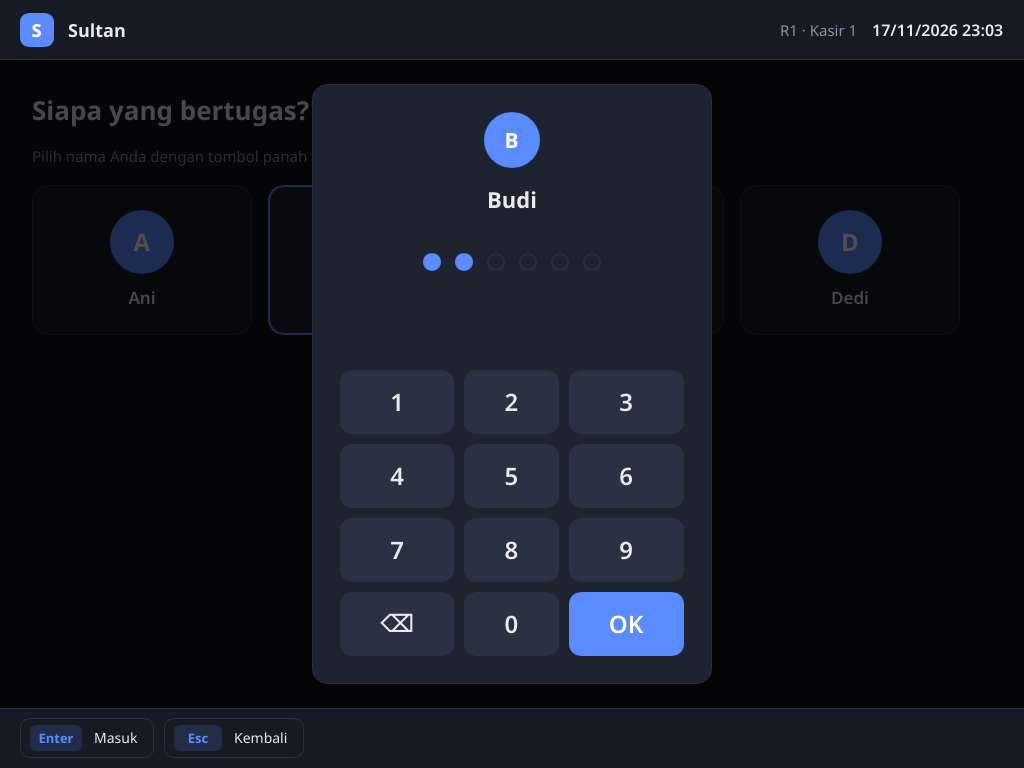 S Sultan R1 · Kasir 1 17/11/2026 23:03
Siapa yang bertugas?
Pilih nama Anda dengan tombol panah
A
Ani
D
Dedi
B
Budi
1 2 3
4 5 6
7 8 9
⌫ 0 OK
Enter Masuk Esc Kembali